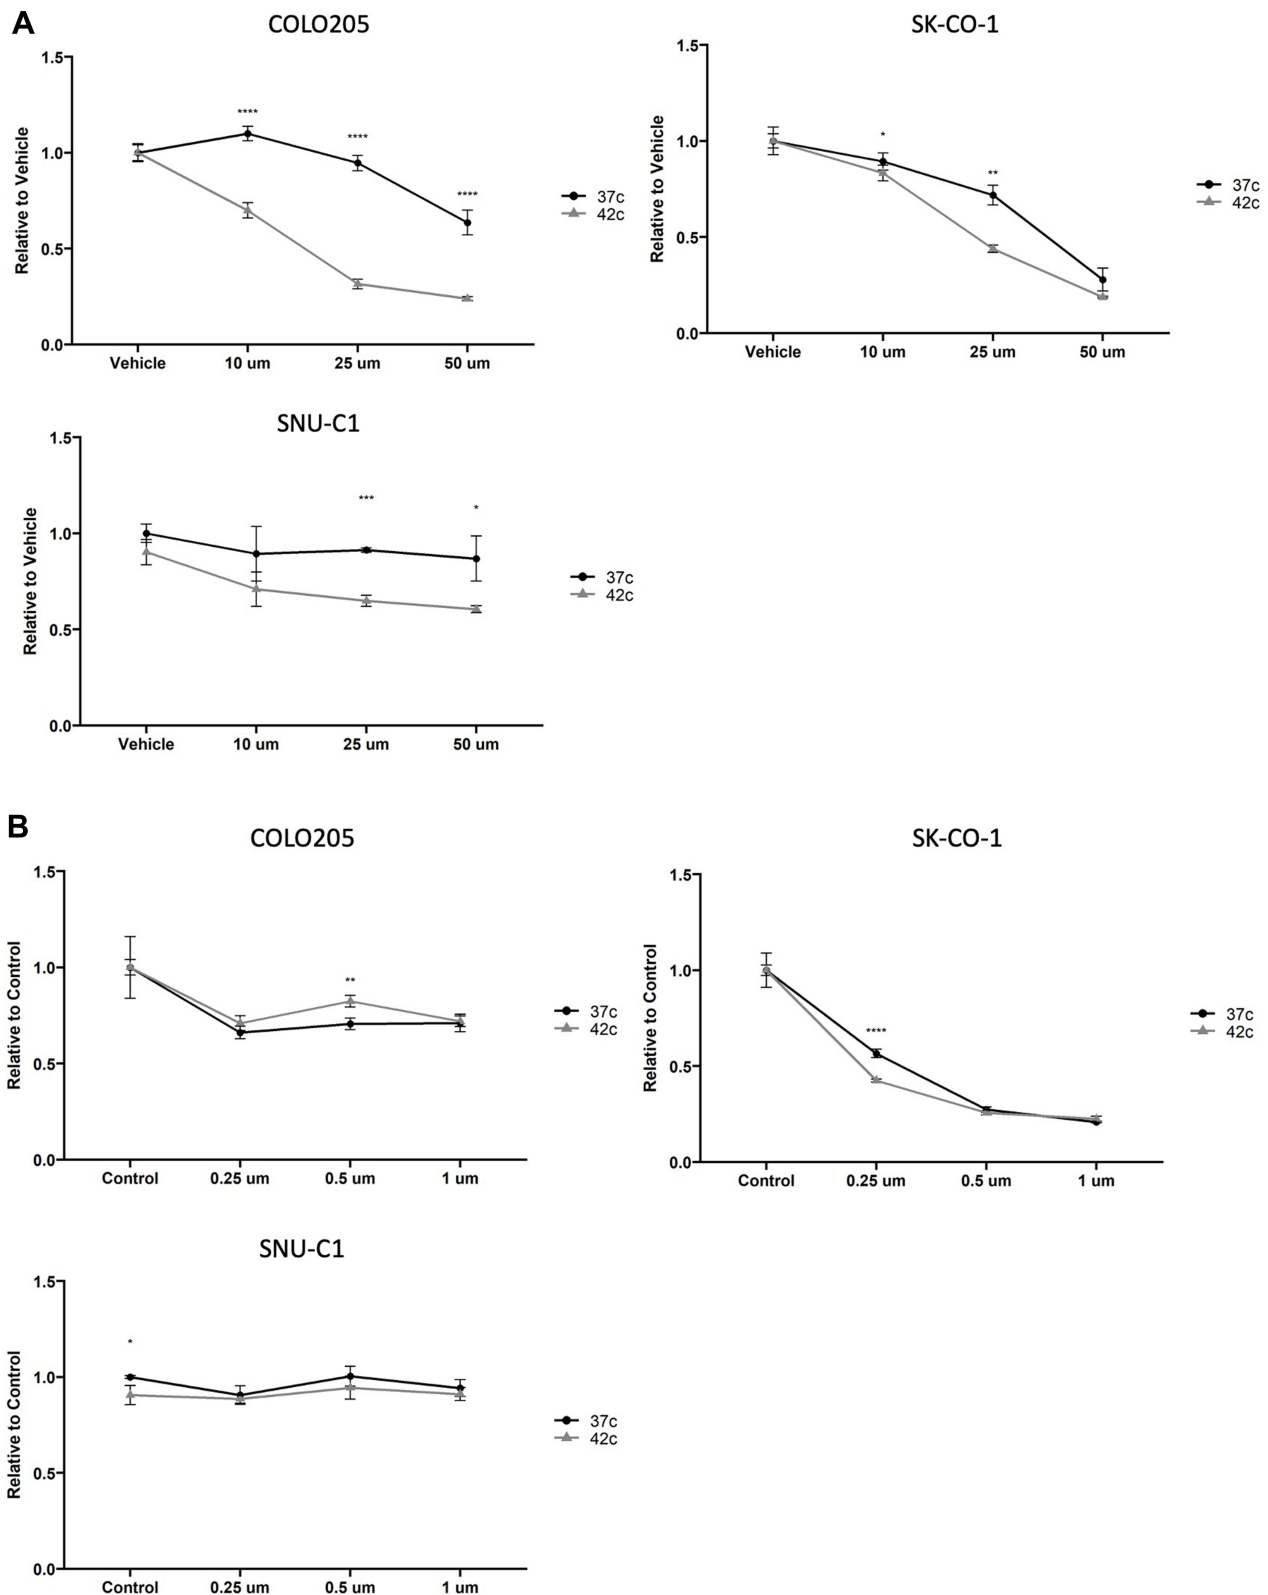 A
COLO205
1.5
1.0
0.5
0.0
Relative to Vehicle
****
****
****
37c
42c
Vehicle 10 um 25 um 50 um
SK-CO-1
1.5
1.0
0.5
0.0
Relative to Vehicle
*
**
37c
42c
Vehicle 10 um 25 um 50 um
SNU-C1
1.5
1.0
0.5
0.0
Relative to Vehicle
***
*
37c
42c
Vehicle 10 um 25 um 50 um
B
COLO205
1.5
1.0
0.5
0.0
Relative to Control
**
37c
42c
Control 0.25 um 0.5 um 1 um
SK-CO-1
1.5
1.0
0.5
0.0
Relative to Control
****
37c
42c
Control 0.25 um 0.5 um 1 um
SNU-C1
1.5
1.0
0.5
0.0
Relative to Control
*
37c
42c
Control 0.25 um 0.5 um 1 um